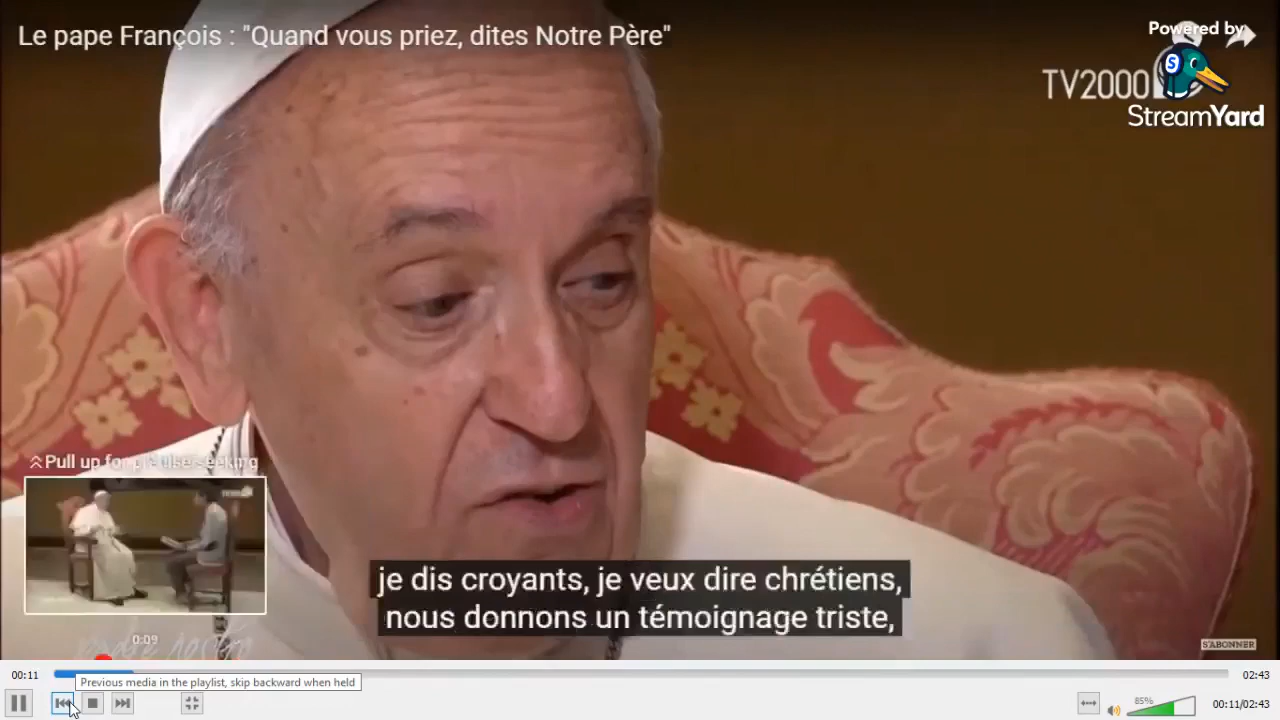 Le pape François : "Quand vous priez, dites Notre Père"
Powered by
TV2000
StreamYard
Pull up for precise seeking
je dis croyants, je veux dire chrétiens,
nous donnons un témoignage triste,
0:09
padre nostro
S'ABONNER
00:11
02:43
Previous media in the playlist, skip backward when held
85%
00:11/02:43